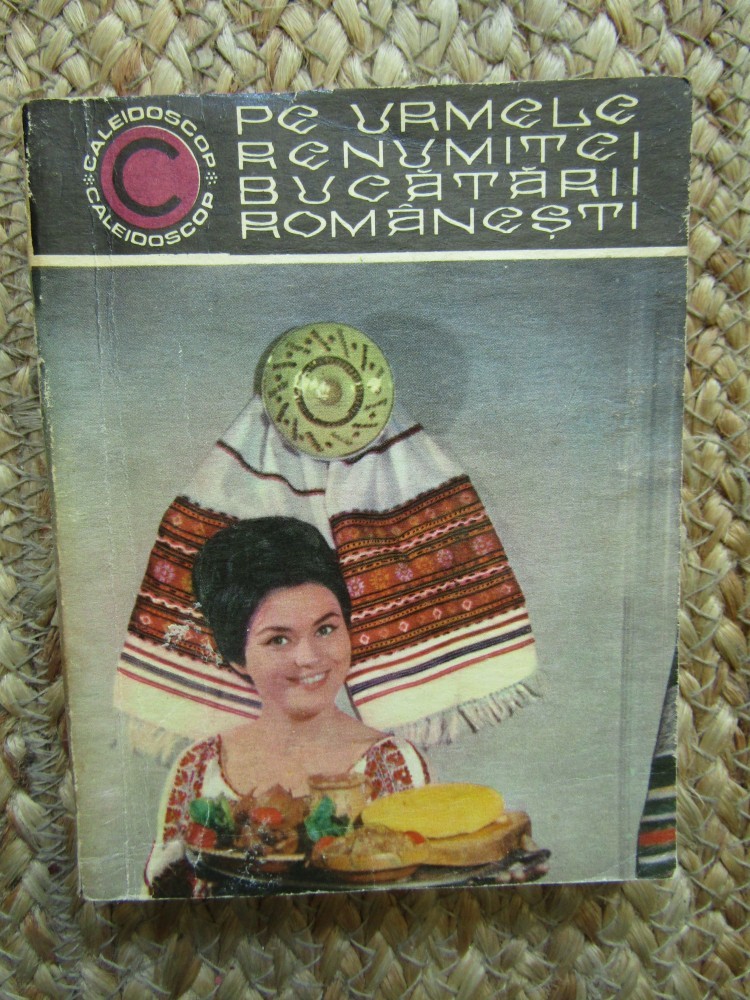 CALEIDOSCOP
C
CALEIDOSCOP
PE URMELE
RENUMITEI
BUCĂTĂRII
ROMÂNEȘTI